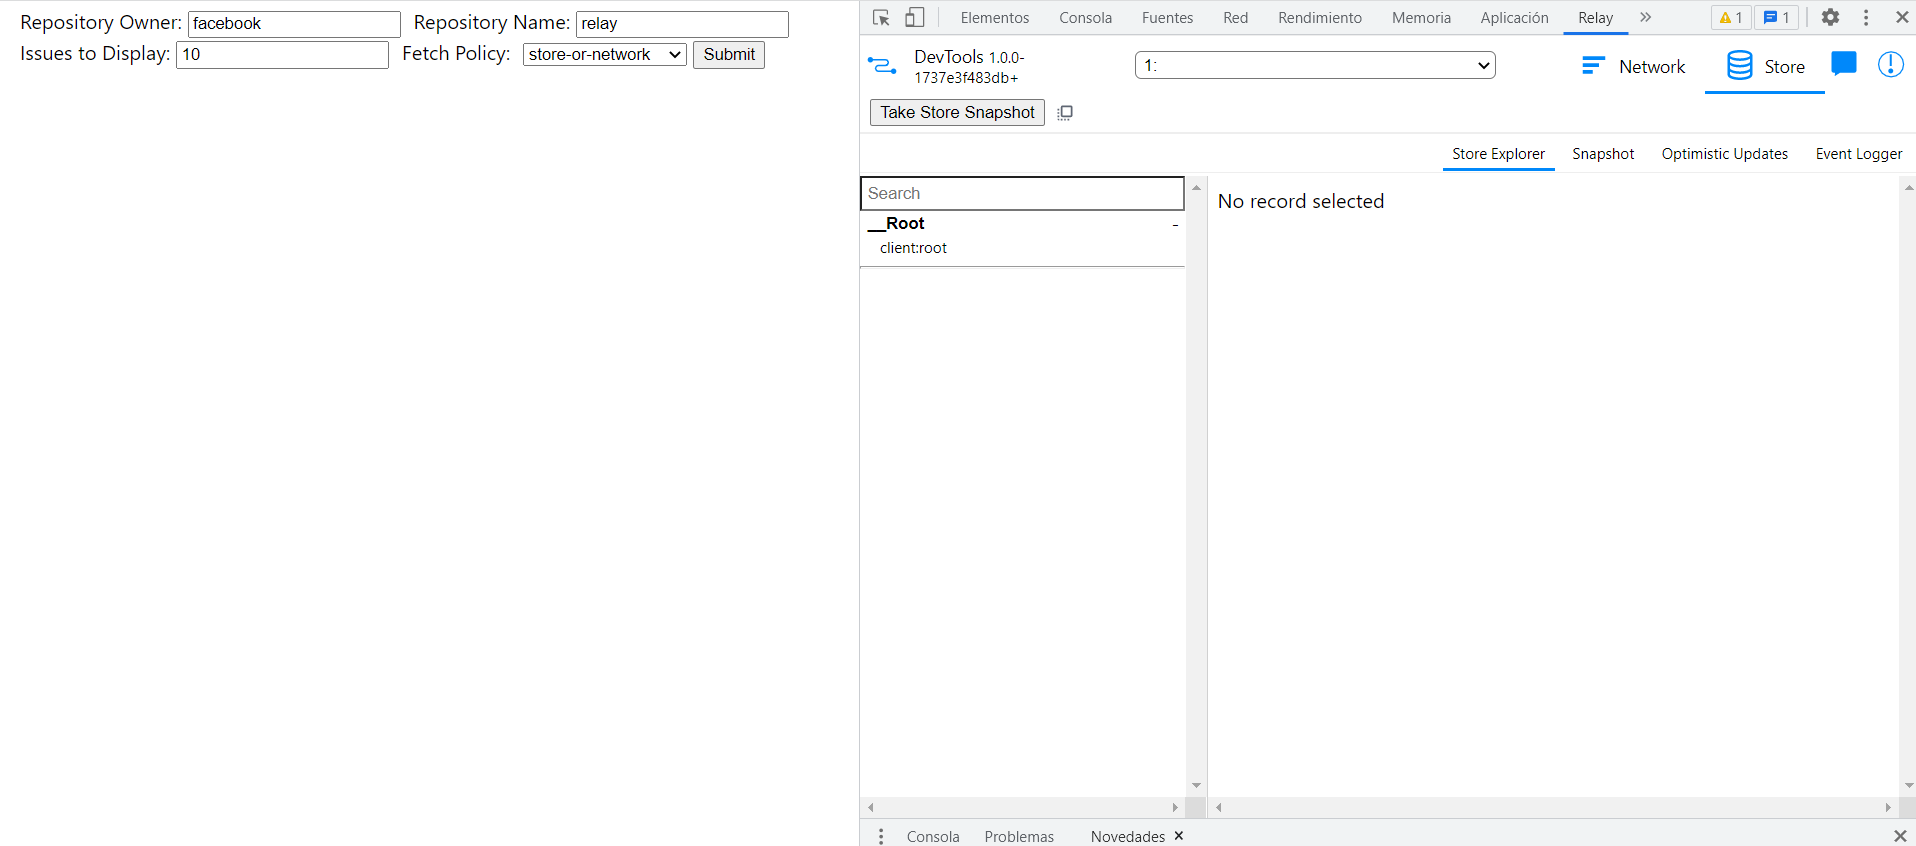 Repository Owner: facebook Repository Name: relay
Issues to Display: 10 Fetch Policy: store-or-network Submit
Elementos Consola Fuentes Red Rendimiento Memoria Aplicación Relay 1 1
DevTools 1.0.0-
1737e3f483db+
1:
Network Store
Take Store Snapshot
Store Explorer Snapshot Optimistic Updates Event Logger
Search
__Root -
client:root
No record selected
Consola Problemas Novedades